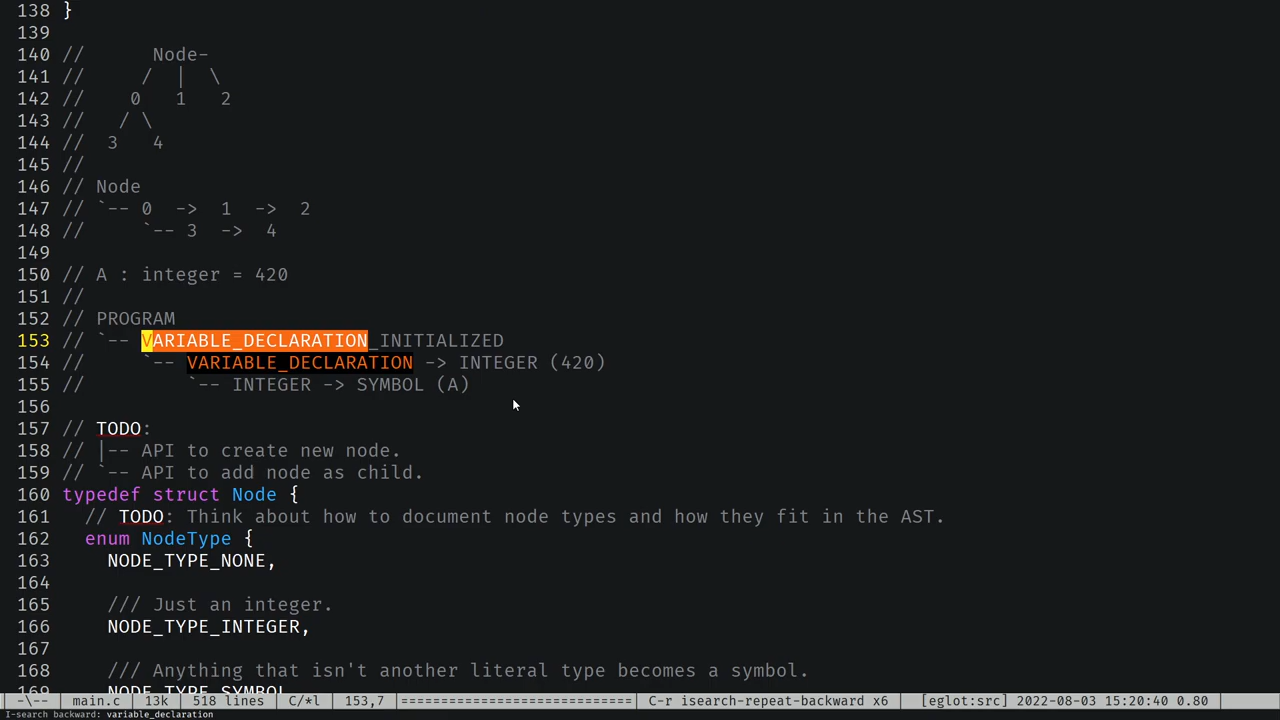 138 }
139
140 //      Node-
141 //     /  |  \
142 //    0   1   2
143 //   / \
144 //  3   4
145 //
146 // Node
147 // `-- 0  ->  1  ->  2
148 //     `-- 3  ->  4
149
150 // A : integer = 420
151 //
152 // PROGRAM
153 // `-- VARIABLE_DECLARATION_INITIALIZED
154 //     `-- VARIABLE_DECLARATION -> INTEGER (420)
155 //         `-- INTEGER -> SYMBOL (A)
156
157 // TODO:
158 // |-- API to create new node.
159 // `-- API to add node as child.
160 typedef struct Node {
161   // TODO: Think about how to document node types and how they fit in the AST.
162   enum NodeType {
163     NODE_TYPE_NONE,
164
165     /// Just an integer.
166     NODE_TYPE_INTEGER,
167
168     /// Anything that isn't another literal type becomes a symbol.
169     NODE_TYPE_SYMBOL,
-\-- | main.c | 13k | 518 lines | C/*l | 153,7 |============================| C-r isearch-repeat-backward x6 | [eglot:src] 2022-08-03 15:20:40 0.80
I-search backward: variable_declaration